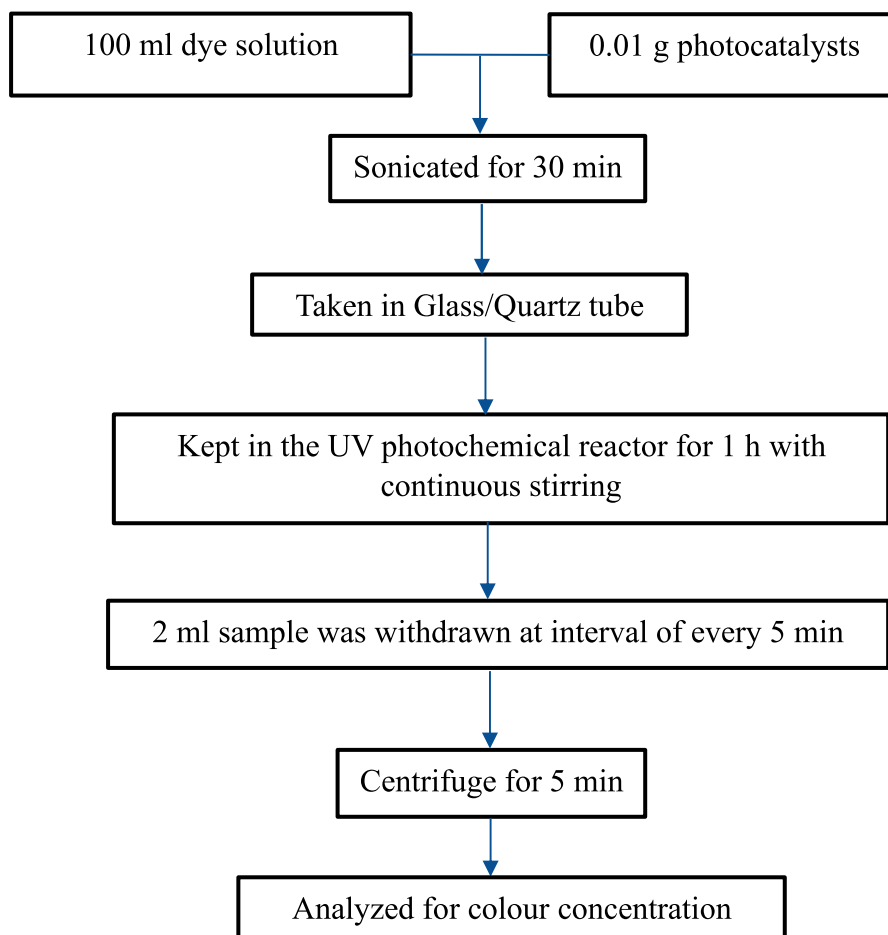 100 ml dye solution
0.01 g photocatalysts
Sonicated for 30 min
Taken in Glass/Quartz tube
Kept in the UV photochemical reactor for 1 h with
continuous stirring
2 ml sample was withdrawn at interval of every 5 min
Centrifuge for 5 min
Analyzed for colour concentration